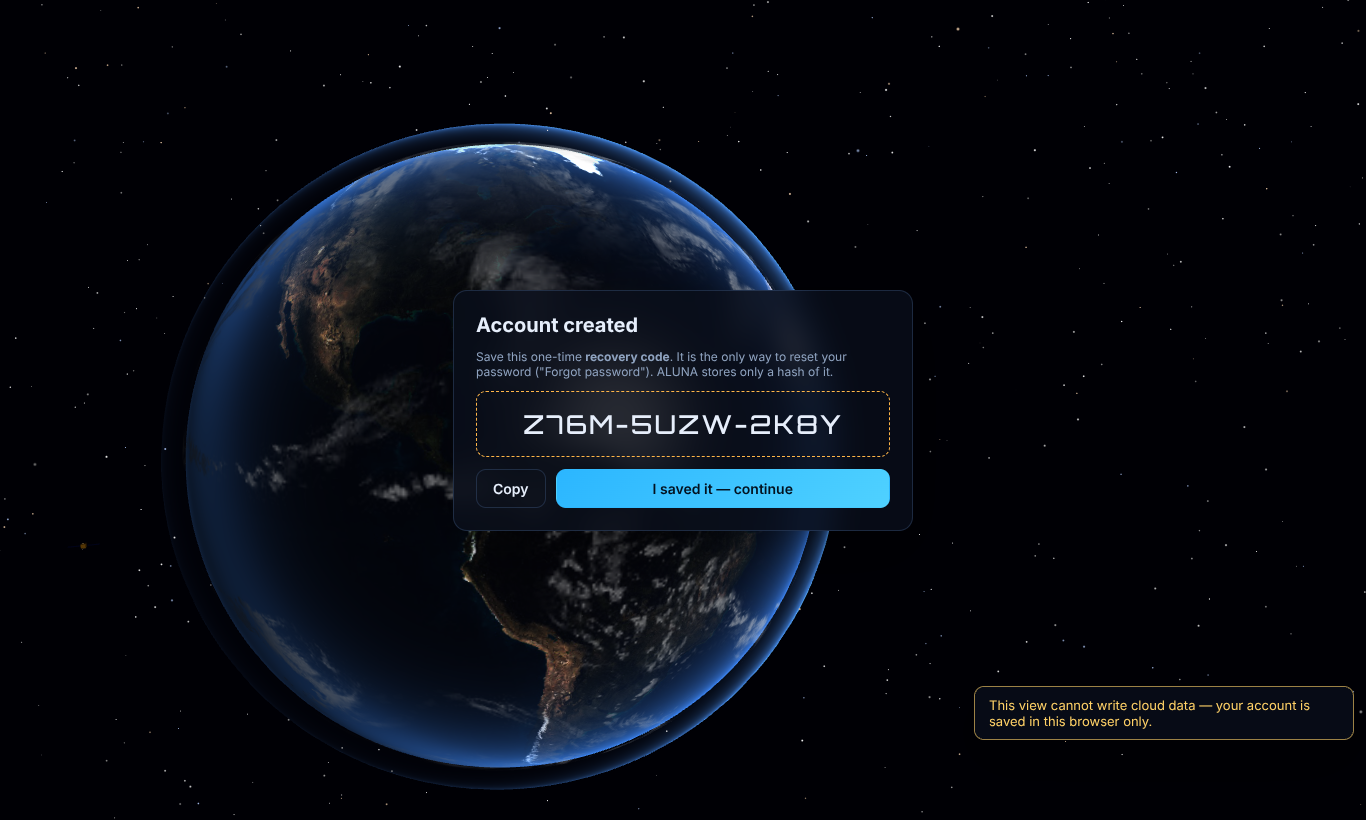 Account created
Save this one-time recovery code. It is the only way to reset your
password ("Forgot password"). ALUNA stores only a hash of it.
Z76M-5UZW-2K8Y
Copy
I saved it — continue
This view cannot write cloud data — your account is
saved in this browser only.